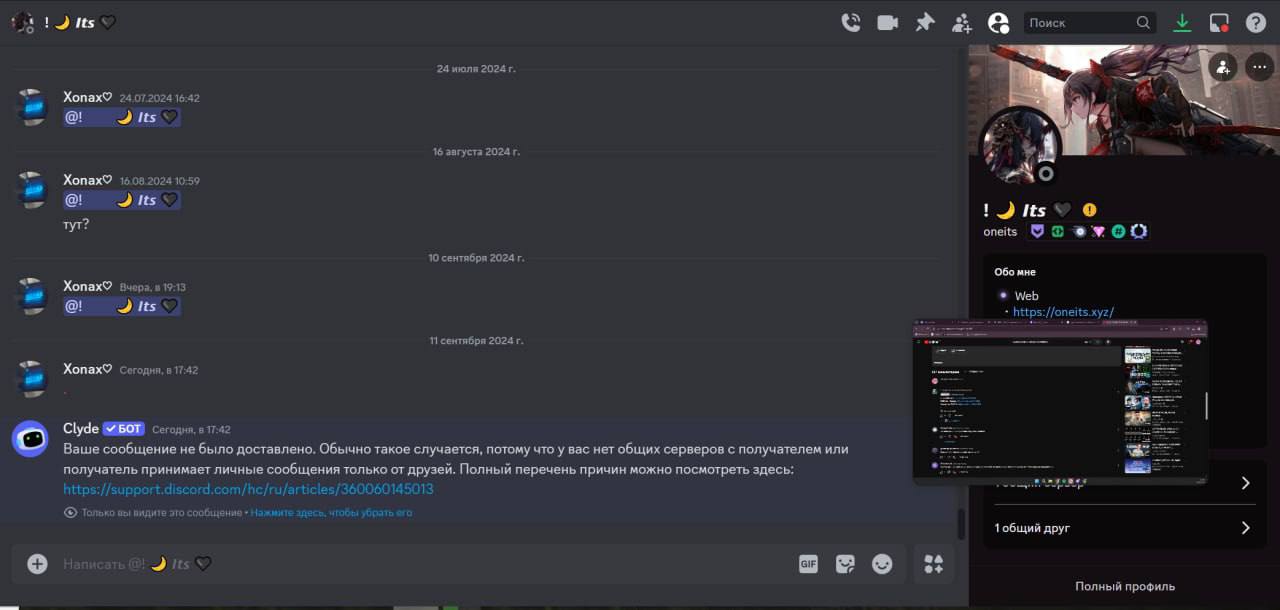 ! 🌙 Its 🖤
Поиск
24 июля 2024 г.
Xonax♡ 24.07.2024 16:42
@! 🌙 Its 🖤
16 августа 2024 г.
Xonax♡ 16.08.2024 10:59
@! 🌙 Its 🖤
тут?
10 сентября 2024 г.
Xonax♡ Вчера, в 19:13
@! 🌙 Its 🖤
11 сентября 2024 г.
Xonax♡ Сегодня, в 17:42
.
Clyde ✓ БОТ Сегодня, в 17:42
Ваше сообщение не было доставлено. Обычно такое случается, потому что у вас нет общих серверов с получателем или
получатель принимает личные сообщения только от друзей. Полный перечень причин можно посмотреть здесь:
https://support.discord.com/hc/ru/articles/360060145013
Только вы видите это сообщение • Нажмите здесь, чтобы убрать его
Написать @! 🌙 Its 🖤
GIF
! 🌙 Its 🖤
oneits
#
Обо мне
Web
• https://oneits.xyz/
1 общий сервер
1 общий друг
Полный профиль